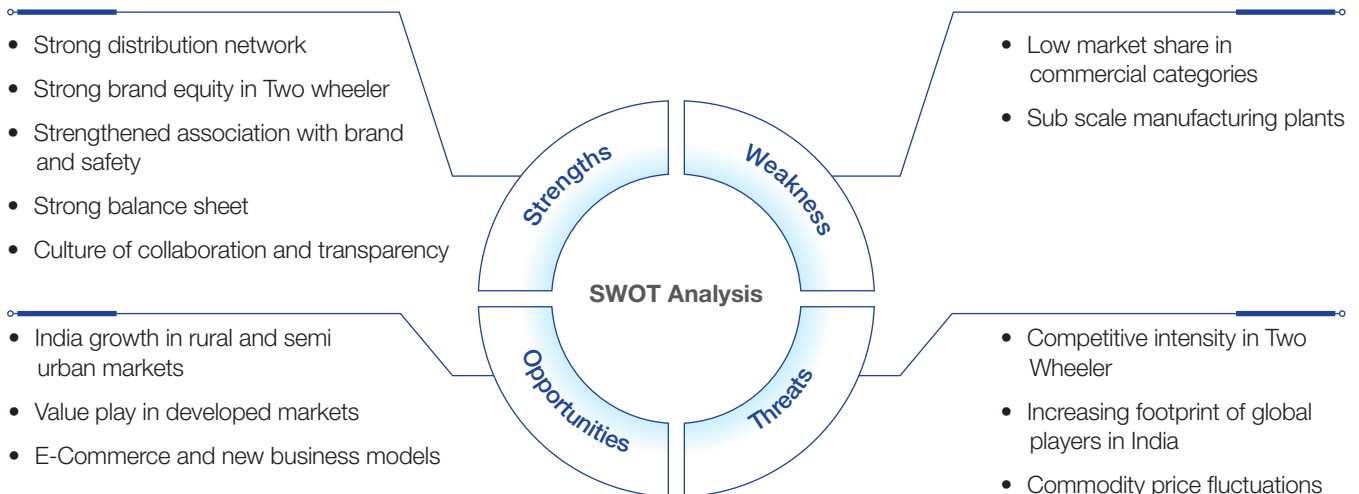 • Strong distribution network
• Strong brand equity in Two wheeler
• Strengthened association with brand
and safety
• Strong balance sheet
• Culture of collaboration and transparency
• Low market share in
commercial categories
• Sub scale manufacturing plants
Strengths
Weakness
SWOT Analysis
Opportunities
Threats
• India growth in rural and semi
urban markets
• Value play in developed markets
• E-Commerce and new business models
• Competitive intensity in Two
Wheeler
• Increasing footprint of global
players in India
• Commodity price fluctuations